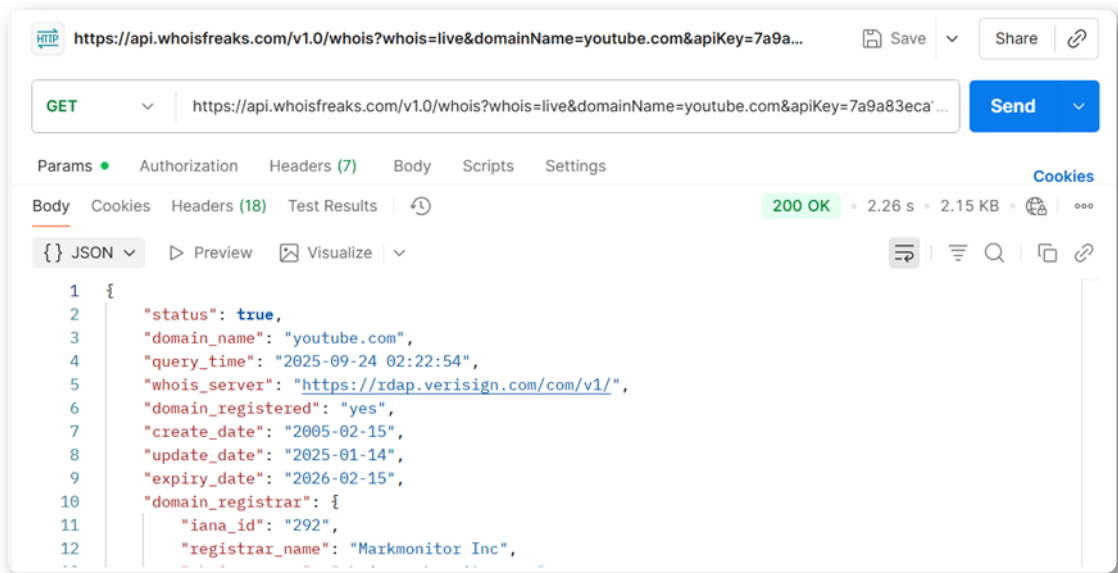 HTTP https://api.whoisfreaks.com/v1.0/whois?whois=live&domainName=youtube.com&apiKey=7a9a... Save Share
GET https://api.whoisfreaks.com/v1.0/whois?whois=live&domainName=youtube.com&apiKey=7a9a83eca... Send
Params Authorization Headers (7) Body Scripts Settings
Cookies
Body Cookies Headers (18) Test Results 200 OK • 2.26 s • 2.15 KB •
{} JSON Preview Visualize
1 {
2 "status": true,
3 "domain_name": "youtube.com",
4 "query_time": "2025-09-24 02:22:54",
5 "whois_server": "https://rdap.verisign.com/com/v1/",
6 "domain_registered": "yes",
7 "create_date": "2005-02-15",
8 "update_date": "2025-01-14",
9 "expiry_date": "2026-02-15",
10 "domain_registrar": {
11 "iana_id": "292",
12 "registrar_name": "Markmonitor Inc",